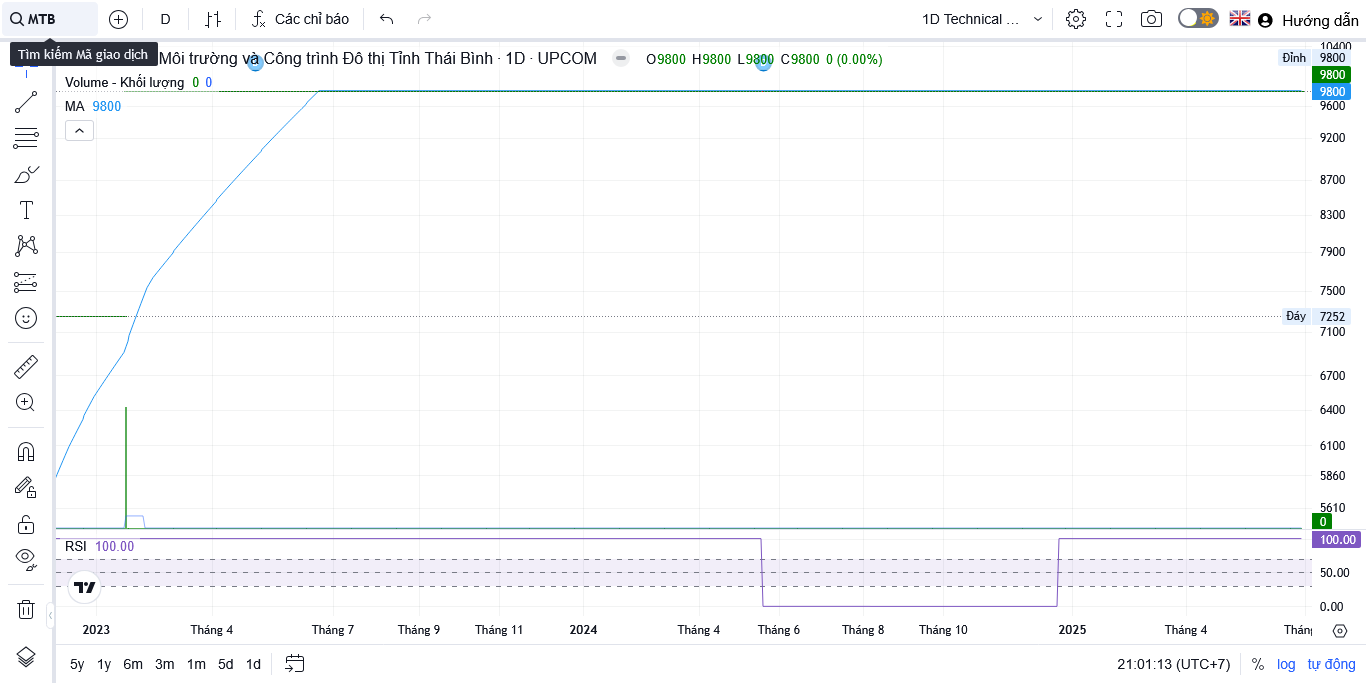 MTB
D
Các chỉ báo
1D Technical ...
Hướng dẫn
Tìm kiếm Mã giao dịch
Môi trường và Công trình Đô thị Tỉnh Thái Bình · 1D · UPCOM
O9800 H9800 L9800 C9800 0 (0.00%)
Volume - Khối lượng 0 0
MA 9800
10400
Đỉnh 9800
9800
9800
9600
9200
8700
8300
7900
7500
Đáy 7252
7100
6700
6400
6100
5860
5610
0
RSI 100.00
100.00
50.00
0.00
2023 Tháng 4 Tháng 7 Tháng 9 Tháng 11 2024 Tháng 4 Tháng 6 Tháng 8 Tháng 10 2025 Tháng 4
5y 1y 6m 3m 1m 5d 1d
21:01:13 (UTC+7) % log tự động